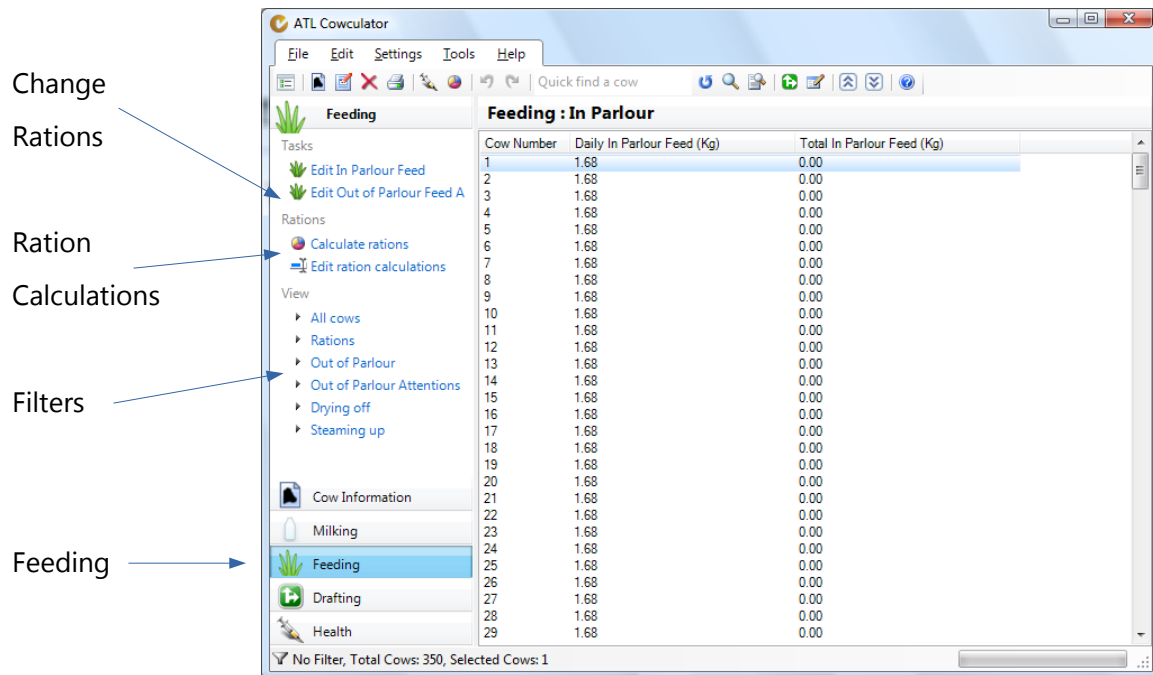 ATL Cowculator
File Edit Settings Tools Help
Quick find a cow
Change
Rations
Ration
Calculations
Filters
Feeding
Feeding
Tasks
Edit In Parlour Feed
Edit Out of Parlour Feed A
Rations
Calculate rations
Edit ration calculations
View
All cows
Rations
Out of Parlour
Out of Parlour Attentions
Drying off
Steaming up
Cow Information
Milking
Feeding
Drafting
Health
Feeding : In Parlour
Cow Number Daily In Parlour Feed (Kg) Total In Parlour Feed (Kg)
1 1.68 0.00
2 1.68 0.00
3 1.68 0.00
4 1.68 0.00
5 1.68 0.00
6 1.68 0.00
7 1.68 0.00
8 1.68 0.00
9 1.68 0.00
10 1.68 0.00
11 1.68 0.00
12 1.68 0.00
13 1.68 0.00
14 1.68 0.00
15 1.68 0.00
16 1.68 0.00
17 1.68 0.00
18 1.68 0.00
19 1.68 0.00
20 1.68 0.00
21 1.68 0.00
22 1.68 0.00
23 1.68 0.00
24 1.68 0.00
25 1.68 0.00
26 1.68 0.00
27 1.68 0.00
28 1.68 0.00
29 1.68 0.00
No Filter, Total Cows: 350, Selected Cows: 1